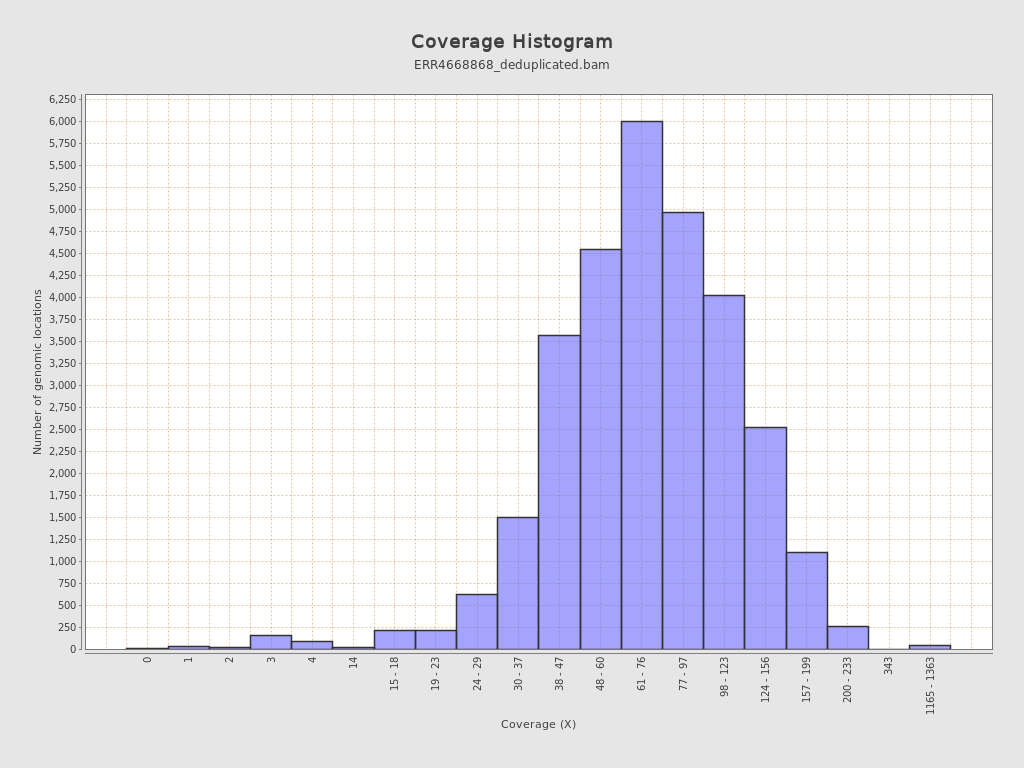 Coverage Histogram
ERR4668868_deduplicated.bam
6,250
6,000
5,750
5,500
5,250
5,000
4,750
4,500
4,250
4,000
3,750
3,500
3,250
3,000
2,750
2,500
2,250
2,000
1,750
1,500
1,250
1,000
750
500
250
0
Number of genomic locations
0
1
2
3
4
14
15 - 18
19 - 23
24 - 29
30 - 37
38 - 47
48 - 60
61 - 76
77 - 97
98 - 123
124 - 156
157 - 199
200 - 233
343
1165 - 1363
Coverage (X)